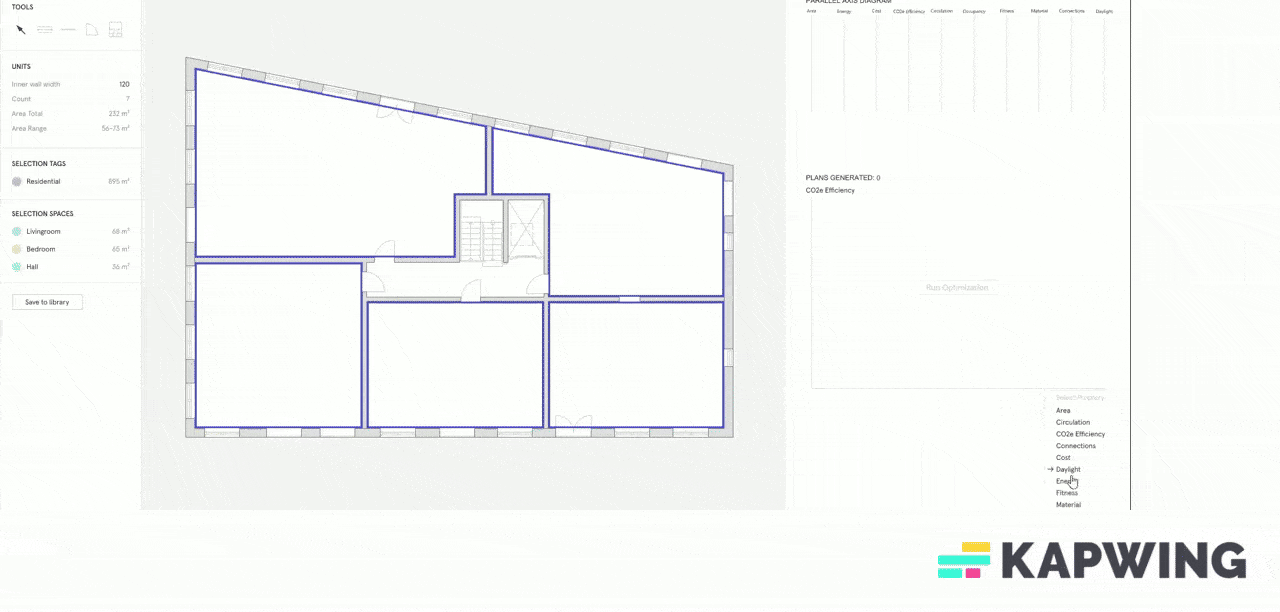 TOOLS
UNITS
Inner wall width 120
Count 7
Area Total 232 m²
Area Range 56-73 m²
SELECTION TAGS
Residential 895 m²
SELECTION SPACES
Livingroom 68 m²
Bedroom 65 m²
Hall 36 m²
Save to library
PARALLEL AXIS DIAGRAM
Area Energy Cost CO2e Efficiency Circulation Occupancy Fitness Material Connections Daylight
PLANS GENERATED: 0
CO2e Efficiency
Run Optimization
Select Priority
Area
Circulation
CO2e Efficiency
Connections
Cost
→ Daylight
Fitness
Material
KAPWING